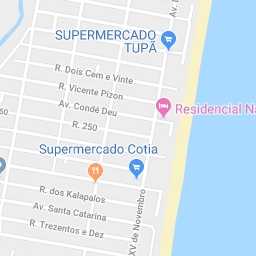 SUPERMERCADO
TUPÃ
Av. D
R. Dois Cem e Vinte
R. Vicente Pizon
Av. Condé Deu
Residencial Na
R. 250
Supermercado Cotia
R. dos Kalapalos
Av. Santa Catarina
R. Trezentos e Dez
XV de Novembro